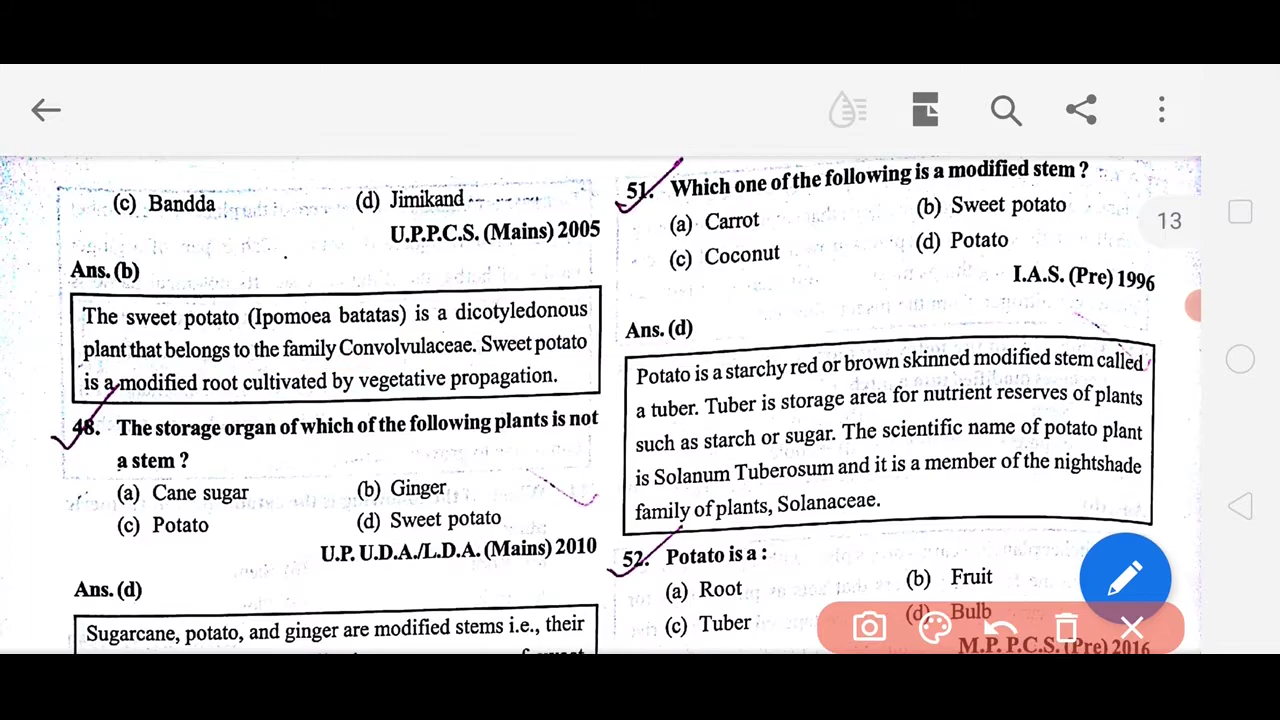 13
(c) Bandda (d) Jimikand
U.P.P.C.S. (Mains) 2005
Ans. (b)
The sweet potato (Ipomoea batatas) is a dicotyledonous
plant that belongs to the family Convolvulaceae. Sweet potato
is a modified root cultivated by vegetative propagation.
48. The storage organ of which of the following plants is not
a stem ?
(a) Cane sugar (b) Ginger
(c) Potato (d) Sweet potato
U.P. U.D.A./L.D.A. (Mains) 2010
Ans. (d)
Sugarcane, potato, and ginger are modified stems i.e., their
51. Which one of the following is a modified stem ?
(a) Carrot (b) Sweet potato
(c) Coconut (d) Potato
I.A.S. (Pre) 1996
Ans. (d)
Potato is a starchy red or brown skinned modified stem called
a tuber. Tuber is storage area for nutrient reserves of plants
such as starch or sugar. The scientific name of potato plant
is Solanum Tuberosum and it is a member of the nightshade
family of plants, Solanaceae.
52. Potato is a :
(a) Root (b) Fruit
(c) Tuber (d) Bulb
M.P. P.C.S. (Pre) 2016